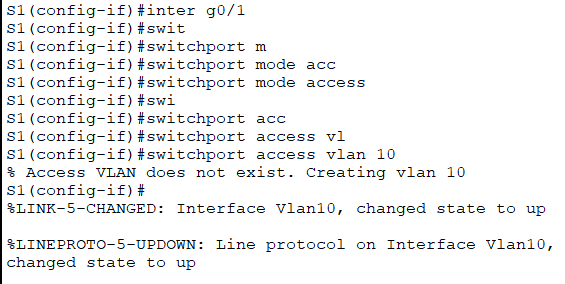 S1(config-if)#inter g0/1
S1(config-if)#swit
S1(config-if)#switchport m
S1(config-if)#switchport mode acc
S1(config-if)#switchport mode access
S1(config-if)#swi
S1(config-if)#switchport acc
S1(config-if)#switchport access vl
S1(config-if)#switchport access vlan 10
% Access VLAN does not exist. Creating vlan 10
S1(config-if)#
%LINK-5-CHANGED: Interface Vlan10, changed state to up
%LINEPROTO-5-UPDOWN: Line protocol on Interface Vlan10,
changed state to up